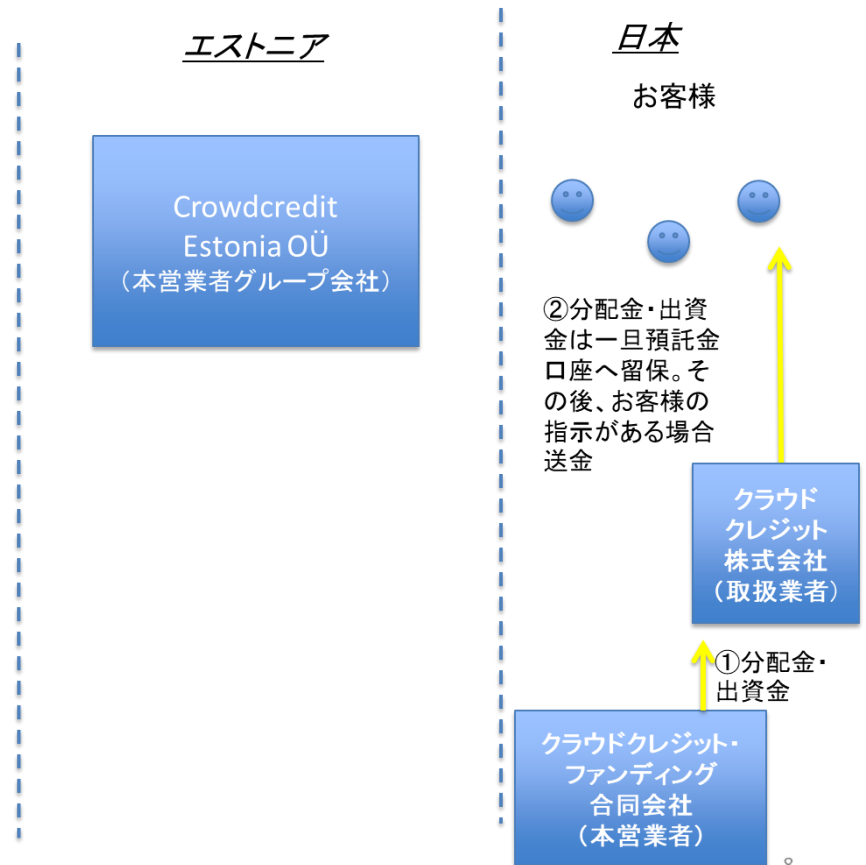 エストニア
日本
お客様
Crowdcredit
Estonia OÜ
（本営業者グループ会社）
②分配金・出資
金は一旦預託金
口座へ留保。そ
の後、お客様の
指示がある場合
送金
クラウド
クレジット
株式会社
（取扱業者）
①分配金・
出資金
クラウドクレジット・
ファンディング
合同会社
（本営業者）